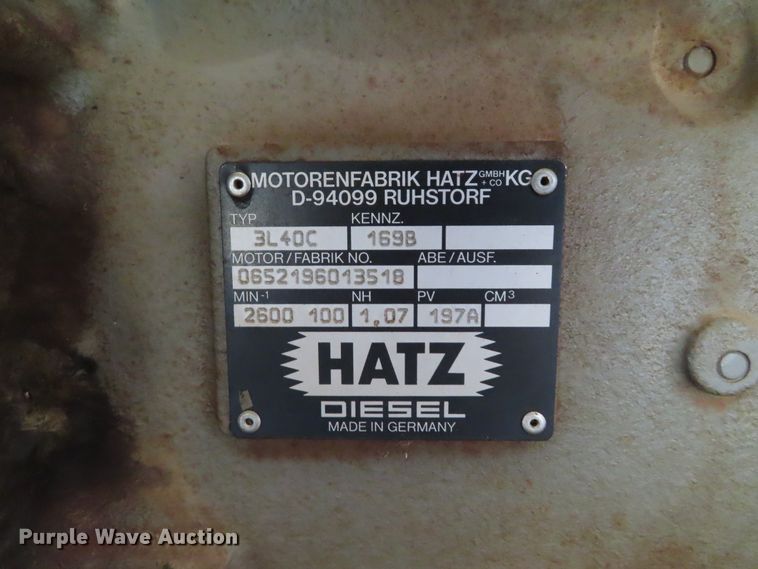 MOTORENFABRIK HATZ GMBH + CO KG
D-94099 RUHSTORF
TYP KENNZ.
3L40C 169B
MOTOR/FABRIK NO. ABE/AUSF.
0652196013518
MIN-1 NH PV CM3
2600 100 1,07 197A
HATZ
DIESEL
MADE IN GERMANY
Purple Wave Auction